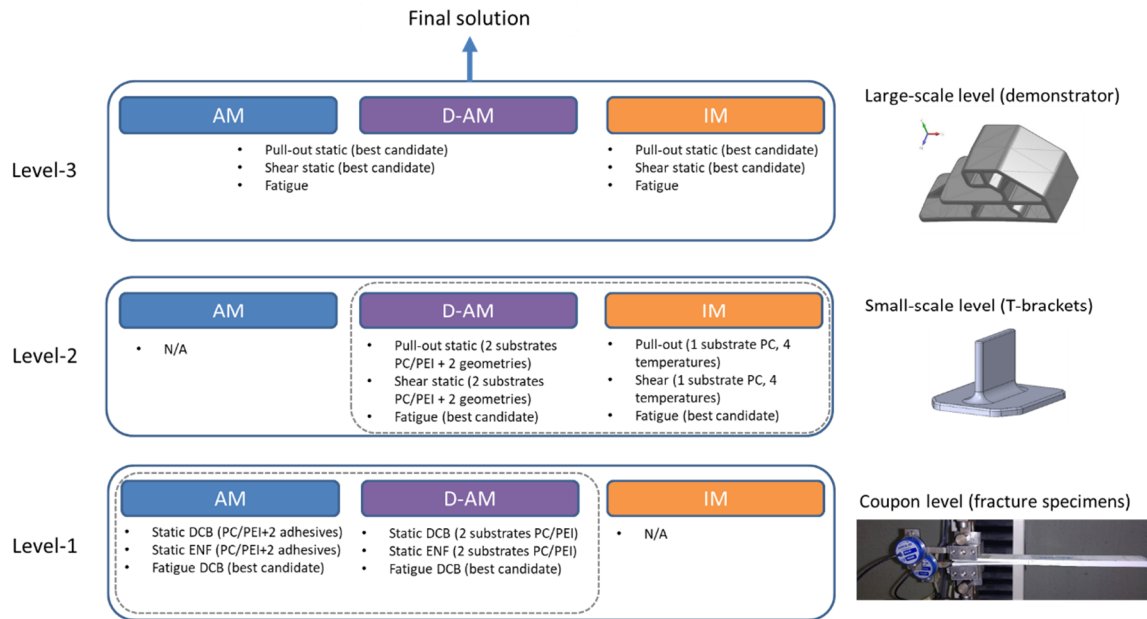 Final solution
Large-scale level (demonstrator)
AM
D-AM
IM
Level-3
• Pull-out static (best candidate)
• Shear static (best candidate)
• Fatigue
• Pull-out static (best candidate)
• Shear static (best candidate)
• Fatigue
Small-scale level (T-brackets)
AM
D-AM
IM
Level-2
• N/A
• Pull-out static (2 substrates
PC/PEI + 2 geometries)
• Shear static (2 substrates
PC/PEI + 2 geometries)
• Fatigue (best candidate)
• Pull-out (1 substrate PC, 4
temperatures)
• Shear (1 substrate PC, 4
temperatures)
• Fatigue (best candidate)
Coupon level (fracture specimens)
AM
D-AM
IM
Level-1
• Static DCB (PC/PEI+2 adhesives)
• Static ENF (PC/PEI+2 adhesives)
• Fatigue DCB (best candidate)
• Static DCB (2 substrates PC/PEI)
• Static ENF (2 substrates PC/PEI)
• Fatigue DCB (best candidate)
• N/A